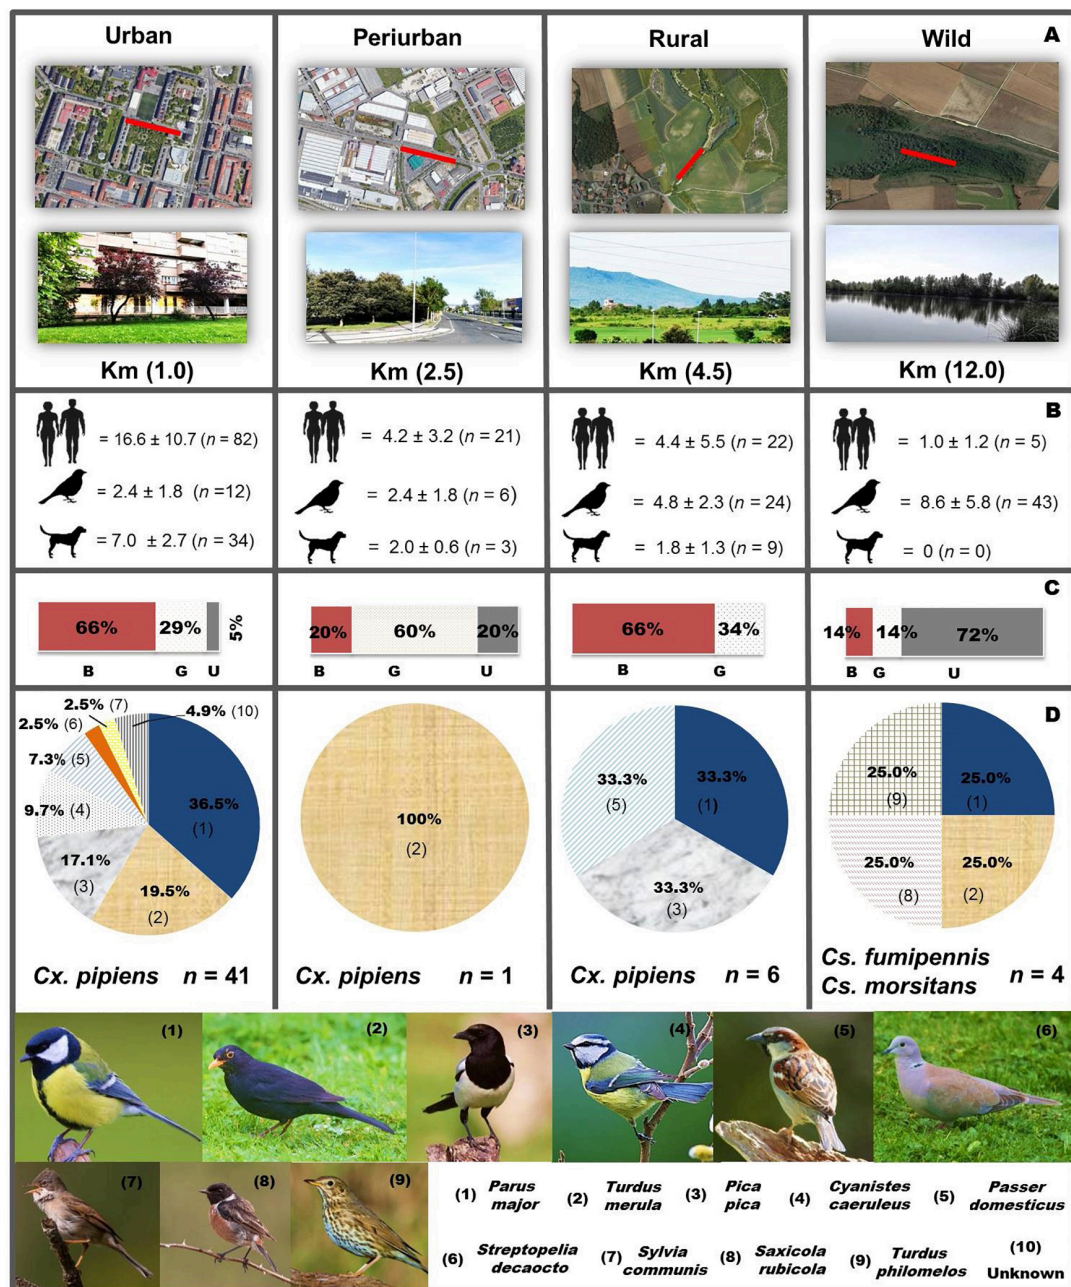 Urban
Periurban
Rural
Wild
A
Km (1.0)
Km (2.5)
Km (4.5)
Km (12.0)
B
= 16.6 ± 10.7 (n = 82)
= 4.2 ± 3.2 (n = 21)
= 4.4 ± 5.5 (n = 22)
= 1.0 ± 1.2 (n = 5)
= 2.4 ± 1.8 (n =12)
= 2.4 ± 1.8 (n = 6)
= 4.8 ± 2.3 (n = 24)
= 8.6 ± 5.8 (n = 43)
= 7.0 ± 2.7 (n = 34)
= 2.0 ± 0.6 (n = 3)
= 1.8 ± 1.3 (n = 9)
= 0 (n = 0)
C
66% 29% 5%
B G U
20% 60% 20%
B G U
66% 34%
B G
14% 14% 72%
B G U
D
2.5% (7)
4.9% (10)
2.5% (6)
7.3% (5)
9.7% (4)
36.5%
(1)
17.1%
(3)
19.5%
(2)
100%
(2)
33.3%
(5)
33.3%
(1)
33.3%
(3)
25.0%
(9)
25.0%
(1)
25.0%
(8)
25.0%
(2)
Cx. pipiens n = 41
Cx. pipiens n = 1
Cx. pipiens n = 6
Cs. fumipennis
Cs. morsitans n = 4
(1)
(2)
(3)
(4)
(5)
(6)
(7)
(8)
(9)
(1) Parus major
(2) Turdus merula
(3) Pica pica
(4) Cyanistes caeruleus
(5) Passer domesticus
(6) Streptopelia decaocto
(7) Sylvia communis
(8) Saxicola rubicola
(9) Turdus philomelos
(10) Unknown